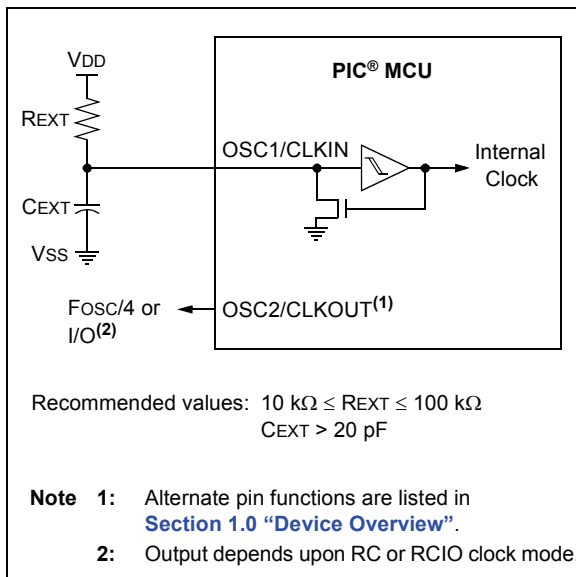 VDD
PIC® MCU
REXT
OSC1/CLKIN
Internal
Clock
CEXT
VSS
FOSC/4 or
I/O(2)
OSC2/CLKOUT(1)
Recommended values: 10 kΩ ≤ REXT ≤ 100 kΩ
CEXT > 20 pF
Note 1: Alternate pin functions are listed in
Section 1.0 “Device Overview”.
2: Output depends upon RC or RCIO clock mode.